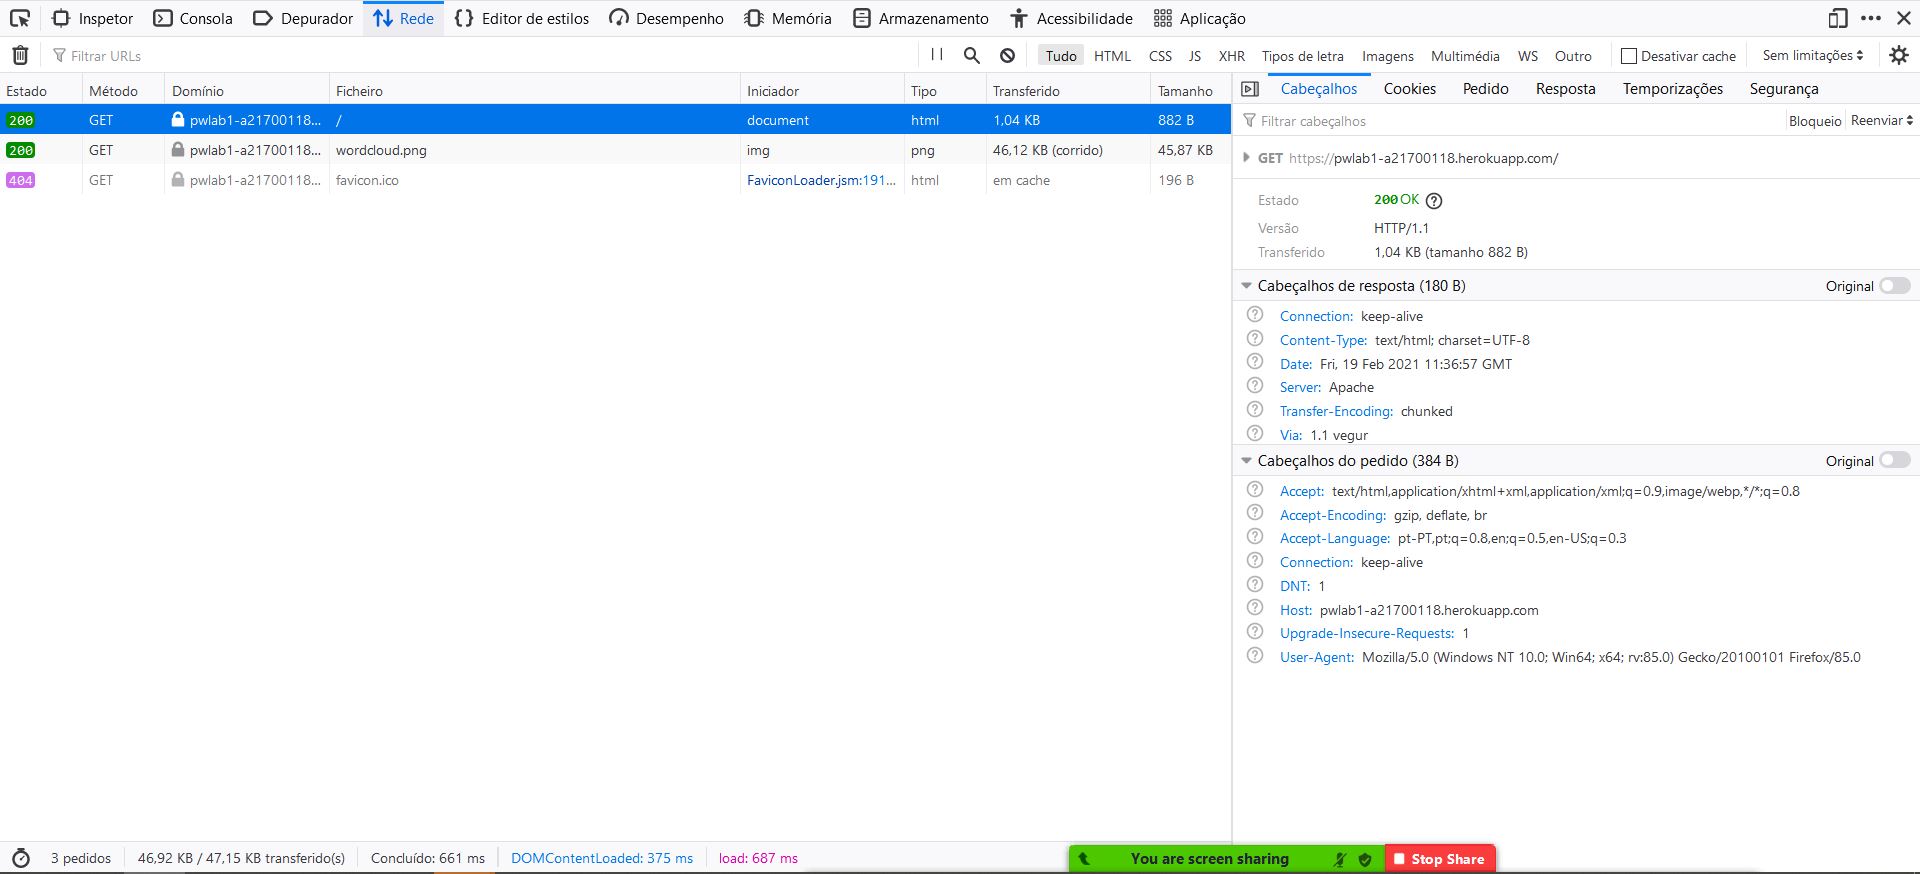 Inspetor Consola Depurador Rede Editor de estilos Desempenho Memória Armazenamento Acessibilidade Aplicação
Filtrar URLs Tudo HTML CSS JS XHR Tipos de letra Imagens Multimédia WS Outro Desativar cache Sem limitações
Estado Método Domínio Ficheiro Iniciador Tipo Transferido Tamanho
200 GET pwlab1-a21700118... / document html 1,04 KB 882 B
200 GET pwlab1-a21700118... wordcloud.png img png 46,12 KB (corrido) 45,87 KB
404 GET pwlab1-a21700118... favicon.ico FaviconLoader.jsm:191... html em cache 196 B
Cabeçalhos Cookies Pedido Resposta Temporizações Segurança
Filtrar cabeçalhos Bloqueio Reenviar
GET https://pwlab1-a21700118.herokuapp.com/
Estado 200 OK
Versão HTTP/1.1
Transferido 1,04 KB (tamanho 882 B)
Cabeçalhos de resposta (180 B) Original
Connection: keep-alive
Content-Type: text/html; charset=UTF-8
Date: Fri, 19 Feb 2021 11:36:57 GMT
Server: Apache
Transfer-Encoding: chunked
Via: 1.1 vegur
Cabeçalhos do pedido (384 B) Original
Accept: text/html,application/xhtml+xml,application/xml;q=0.9,image/webp,*/*;q=0.8
Accept-Encoding: gzip, deflate, br
Accept-Language: pt-PT,pt;q=0.8,en;q=0.5,en-US;q=0.3
Connection: keep-alive
DNT: 1
Host: pwlab1-a21700118.herokuapp.com
Upgrade-Insecure-Requests: 1
User-Agent: Mozilla/5.0 (Windows NT 10.0; Win64; x64; rv:85.0) Gecko/20100101 Firefox/85.0
3 pedidos 46,92 KB / 47,15 KB transferido(s) Concluído: 661 ms DOMContentLoaded: 375 ms load: 687 ms
You are screen sharing Stop Share